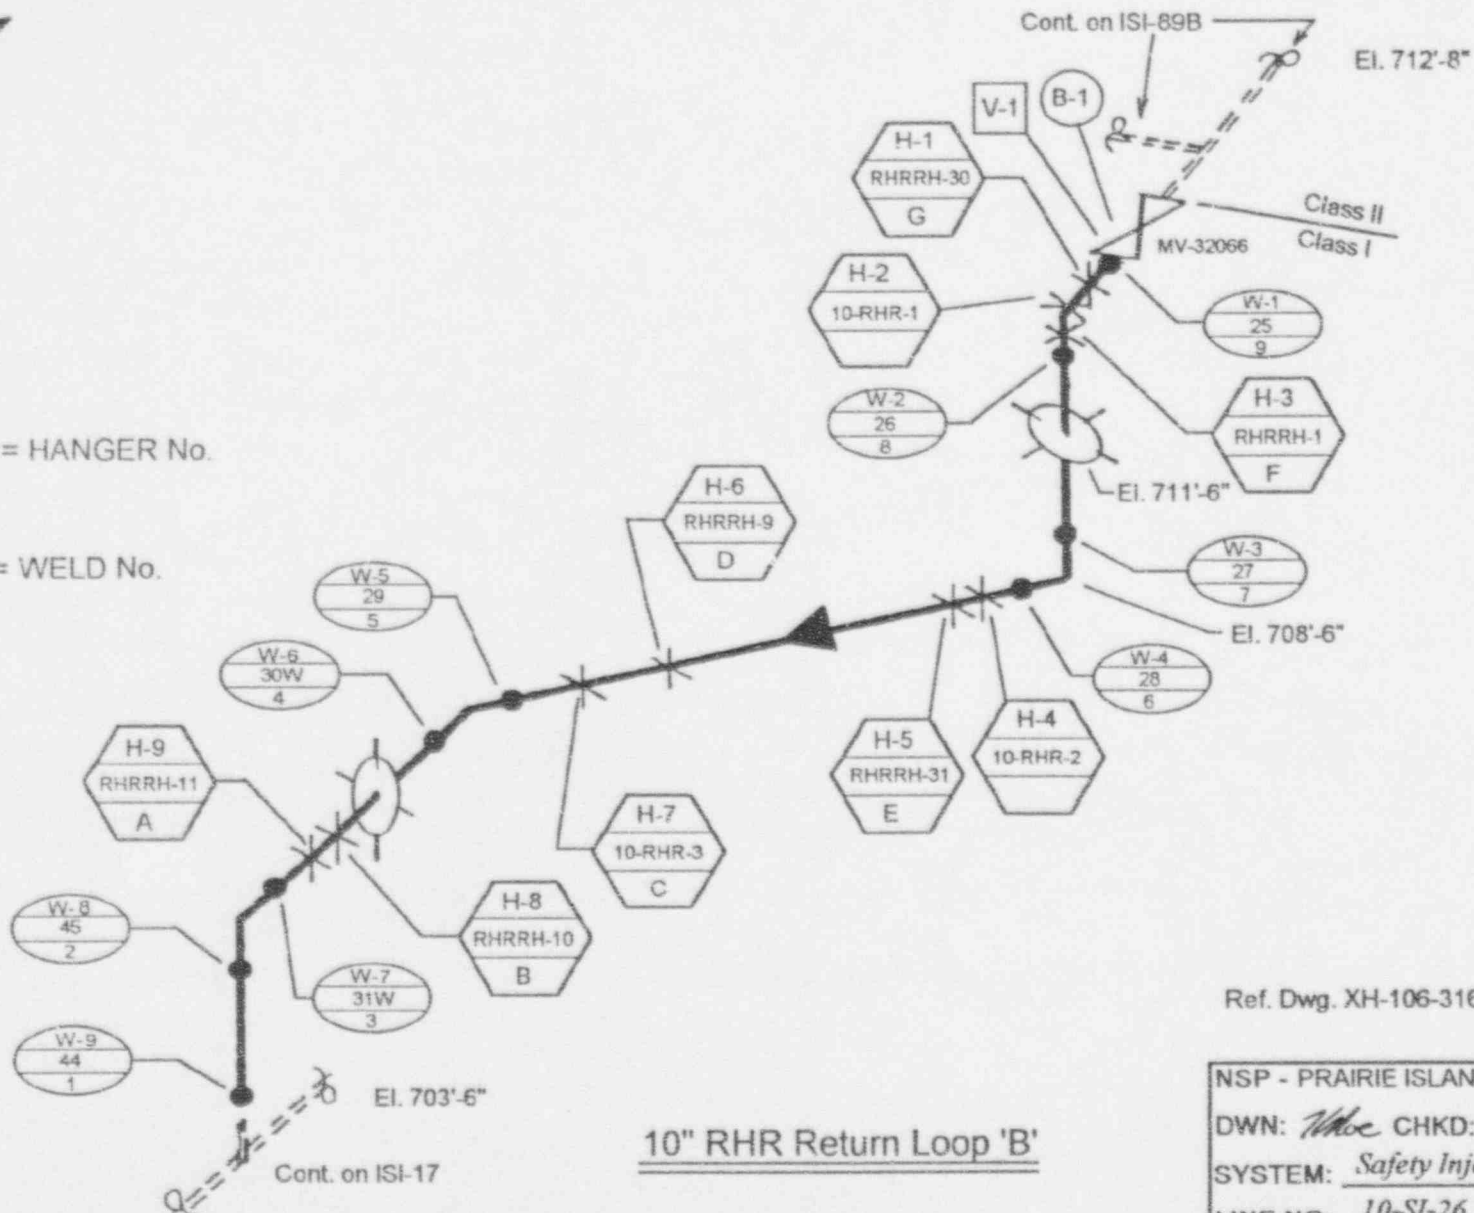 Cont. on ISI-89B
El. 712'-8"
V-1
B-1
H-1
RHRRH-30
G
Class II
Class I
MV-32066
H-2
10-RHR-1
W-1
25
9
W-2
26
8
H-3
RHRRH-1
F
= HANGER No.
El. 711'-6"
H-6
RHRRH-9
D
= WELD No.
W-3
27
7
W-5
29
5
El. 708'-6"
W-6
30W
4
W-4
28
6
H-9
RHRRH-11
A
H-5
RHRRH-31
E
H-4
10-RHR-2
H-7
10-RHR-3
C
H-8
RHRRH-10
B
W-8
45
2
W-7
31W
3
W-9
44
1
El. 703'-6"
Cont. on ISI-17
10" RHR Return Loop 'B'
Ref. Dwg. XH-106-316
NSP - PRAIRIE ISLAN
DWN: CHKD:
SYSTEM: Safety Inj
10-SI-26